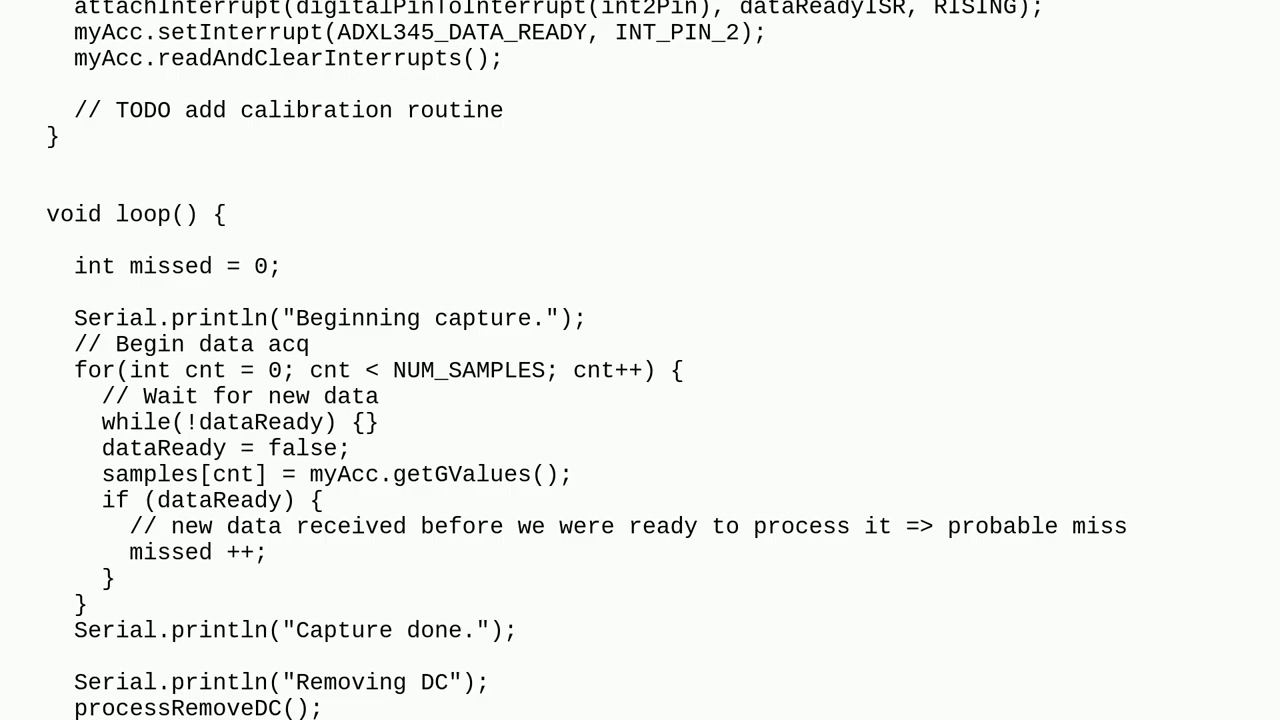 attachInterrupt(digitalPinToInterrupt(int2Pin), dataReadyISR, RISING);
myAcc.setInterrupt(ADXL345_DATA_READY, INT_PIN_2);
myAcc.readAndClearInterrupts();
// TODO add calibration routine
}
void loop() {
int missed = 0;
Serial.println("Beginning capture.");
// Begin data acq
for(int cnt = 0; cnt < NUM_SAMPLES; cnt++) {
// Wait for new data
while(!dataReady) {}
dataReady = false;
samples[cnt] = myAcc.getGValues();
if (dataReady) {
// new data received before we were ready to process it => probable miss
missed ++;
}
}
Serial.println("Capture done.");
Serial.println("Removing DC");
processRemoveDC();